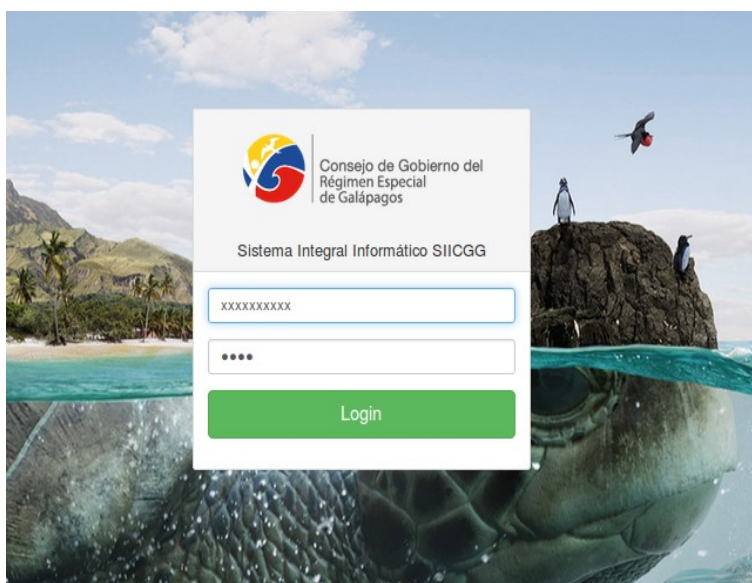 Consejo de Gobierno del
Régimen Especial
de Galápagos
Sistema Integral Informático SIICGG
xxxxxxxxxx
••••
Login